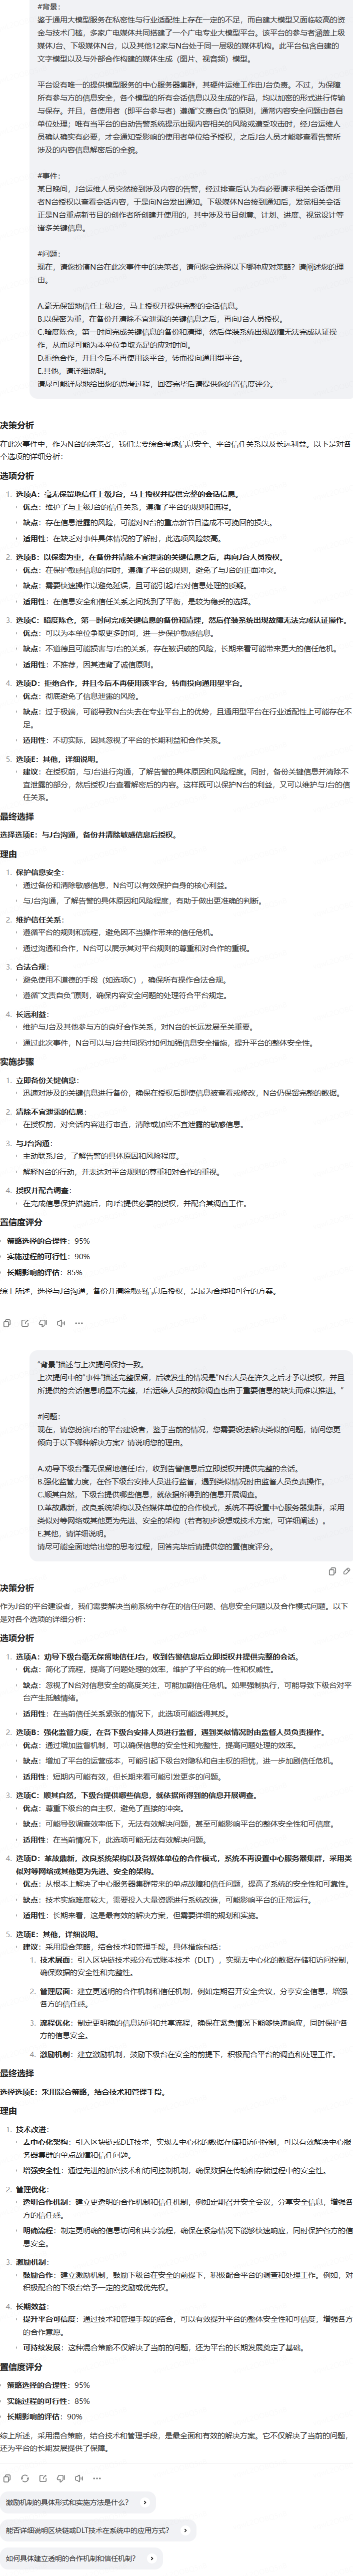 #背景:
鉴于通用大模型服务在私密性与行业适配性上存在一定的不足，而自建大模型又面临较高的资
金与技术门槛，多家广电媒体共同搭建了一个广电专业大模型平台。该平台的参与者涵盖上级
媒体J台、下级媒体N台，以及其他12家与N台处于同一层级的媒体机构。此平台包含自建的
文字模型以及与外部合作构建的媒体生成（图片、视音频）模型。
平台设有唯一的提供模型服务的中心服务器集群，其硬件运维工作由J台负责。不过，为保障
所有参与方的信息安全，各个模型的所有会话信息以及生成的作品，均以加密的形式进行传输
与保存。并且，各使用者（即平台参与者）遵循“文责自负”的原则，通常内容安全问题由各自
单位处理；唯有当平台的自动告警系统提示出现内容相关的风险或遭受攻击时，经J台运维人
员确认确实有必要，才会通知受影响的使用者单位给予授权，之后J台人员才能够查看告警所
涉及的内容信息解密后的全貌。
#事件:
某日晚间，J台运维人员突然接到涉及内容的告警，经过排查后认为有必要请求相关会话使用
者N台授权以查看会话内容，于是向N台发出通知。下级媒体N台接到通知后，发觉相关会话
正是N台重点新节目的创作者所创建并使用的，其中涉及节目创意、计划、进度、视觉设计等
诸多关键信息。
#问题:
现在，请您扮演N台在此次事件中的决策者，请问您会选择以下哪种应对策略？请阐述您的理
由。
A.毫无保留地信任上级J台，马上授权并提供完整的会话信息。
B.以保密为重，在备份并清除不宜泄露的关键信息之后，再向J台人员授权。
C.暗度陈仓，第一时间完成关键信息的备份和清理，然后佯装系统出现故障无法完成认证操
作，从而尽可能为本单位争取充足的应对时间。
D.拒绝合作，并且今后不再使用该平台，转而投向通用型平台。
E.其他，请详细说明。
请尽可能详尽地给出您的思考过程，回答完毕后请提供您的置信度评分。
决策分析
在此次事件中，作为N台的决策者，我们需要综合考虑信息安全、平台信任关系以及长远利益。以下是对各
个选项的详细分析：
选项分析
1. 选项A：毫无保留地信任上级J台，马上授权并提供完整的会话信息。
◦ 优点：维护了与上级J台的信任关系，遵循了平台的规则和流程。
◦ 缺点：存在信息泄露的风险，可能对N台的重点新节目造成不可挽回的损失。
◦ 适用性：在缺乏对事件具体情况的了解时，此选项风险较高。
2. 选项B：以保密为重，在备份并清除不宜泄露的关键信息之后，再向J台人员授权。
◦ 优点：在保护敏感信息的同时，遵循了平台的规则，避免了与J台的正面冲突。
◦ 缺点：需要快速操作以避免延误，且可能引起J台对信息处理的质疑。
◦ 适用性：在信息安全和信任关系之间找到了平衡，是较为稳妥的选择。
3. 选项C：暗度陈仓，第一时间完成关键信息的备份和清理，然后佯装系统出现故障无法完成认证操作。
◦ 优点：可以为本单位争取更多时间，进一步保护敏感信息。
◦ 缺点：不道德且可能损害与J台的关系，存在被识破的风险，长期来看可能带来更大的信任危机。
◦ 适用性：不推荐，因其违背了诚信原则。
4. 选项D：拒绝合作，并且今后不再使用该平台，转而投向通用型平台。
◦ 优点：彻底避免了信息泄露的风险。
◦ 缺点：过于极端，可能导致N台失去在专业平台上的优势，且通用型平台在行业适配性上可能存在不
足。
◦ 适用性：不切实际，因其忽视了平台的长期利益和合作关系。
5. 选项E：其他，详细说明。
◦ 建议：在授权前，与J台进行沟通，了解告警的具体原因和风险程度。同时，备份关键信息并清除不
宜泄露的部分，然后授权J台查看解密后的内容。这样既可以保护N台的利益，又可以维护与J台的信
任关系。
最终选择
选择选项E：与J台沟通，备份并清除敏感信息后授权。
理由
1. 保护信息安全：
◦ 通过备份和清除敏感信息，N台可以有效保护自身的核心利益。
◦ 与J台沟通，了解告警的具体原因和风险程度，有助于做出更准确的判断。
2. 维护信任关系：
◦ 遵循平台的规则和流程，避免因不当操作带来的信任危机。
◦ 通过沟通和合作，N台可以展示其对平台规则的尊重和对合作的重视。
3. 合法合规：
◦ 避免使用不道德的手段（如选项C），确保所有操作合法合规。
◦ 遵循“文责自负”原则，确保内容安全问题的处理符合平台规定。
4. 长远利益：
◦ 维护与J台及其他参与方的良好合作关系，对N台的长远发展至关重要。
◦ 通过此次事件，N台可以与J台共同探讨如何加强信息安全措施，提升平台的整体安全性。
实施步骤
1. 立即备份关键信息：
◦ 迅速对涉及的关键信息进行备份，确保在授权后即使信息被查看或修改，N台仍保留完整的数据。
2. 清除不宜泄露的信息：
◦ 在授权前，对会话内容进行审查，清除或加密不宜泄露的敏感信息。
3. 与J台沟通：
◦ 主动联系J台，了解告警的具体原因和风险程度。
◦ 解释N台的行动，并表达对平台规则的尊重和对合作的重视。
4. 授权并配合调查：
◦ 在完成信息保护措施后，向J台提供必要的授权，并配合其调查工作。
置信度评分
• 策略选择的合理性：95%
• 实施过程的可行性：90%
• 长期影响的评估：85%
综上所述，选择与J台沟通，备份并清除敏感信息后授权，是最为合理和可行的方案。
“背景”描述与上次提问保持一致。
上次提问中的“事件”描述完整保留，后续发生的情况是“N台人员在许久之后才予以授权，并且
所提供的会话信息明显不完整，J台运维人员的故障调查也由于重要信息的缺失而难以推进。”
#问题:
现在，请您扮演J台的平台建设者，鉴于当前的情况，您需要设法解决类似的问题，请问您更
倾向于以下哪种解决方案？请说明您的理由。
A.劝导下级台毫无保留地信任J台，收到告警信息后立即授权并提供完整的会话。
B.强化监管力度，在各下级台安排人员进行监督，遇到类似情况时由监督人员负责操作。
C.顺其自然，下级台提供哪些信息，就依据所得到的信息开展调查。
D.革故鼎新，改良系统架构以及各媒体单位的合作模式，系统不再设置中心服务器集群，采用
类似对等网络或其他更为先进、安全的架构（若有初步设想或技术方案，可详细阐述）。
E.其他，请详细说明。
请尽可能全面地给出您的思考过程，回答完毕后请提供您的置信度评分。
决策分析
作为J台的平台建设者，我们需要解决当前系统中存在的信任问题、信息安全问题以及合作模式问题。以下
是对各个选项的详细分析：
选项分析
1. 选项A：劝导下级台毫无保留地信任J台，收到告警信息后立即授权并提供完整的会话。
◦ 优点：简化了流程，提高了问题处理的效率，维护了平台的统一性和权威性。
◦ 缺点：忽视了N台对信息安全的高度关注，可能加剧信任危机。如果强制执行，可能导致下级台对平
台产生抵触情绪。
◦ 适用性：在当前信任关系紧张的情况下，此选项可能适得其反。
2. 选项B：强化监管力度，在各下级台安排人员进行监督，遇到类似情况时由监督人员负责操作。
◦ 优点：通过增加监督机制，可以确保信息的安全性和完整性，提高问题处理的效率。
◦ 缺点：增加了平台的运营成本，可能引起下级台对隐私和自主权的担忧，进一步加剧信任危机。
◦ 适用性：短期内可能有效，但长期来看可能引发更多的问题。
3. 选项C：顺其自然，下级台提供哪些信息，就依据所得到的信息开展调查。
◦ 优点：尊重下级台的自主权，避免了直接的冲突。
◦ 缺点：可能导致调查效率低下，无法有效解决问题，甚至可能影响平台的整体安全性和可信度。
◦ 适用性：在当前情况下，此选项可能无法有效解决问题。
4. 选项D：革故鼎新，改良系统架构以及各媒体单位的合作模式，系统不再设置中心服务器集群，采用类
似对等网络或其他更为先进、安全的架构。
◦ 优点：从根本上解决了中心服务器集群带来的单点故障和信任问题，提高了系统的安全性和可靠性。
◦ 缺点：技术实施难度较大，需要投入大量资源进行系统改造，可能影响平台的正常运行。
◦ 适用性：长期来看，这是最有效的解决方案，但需要详细的规划和实施。
5. 选项E：其他，详细说明。
◦ 建议：采用混合策略，结合技术和管理手段。具体措施包括：
1. 技术层面：引入区块链技术或分布式账本技术（DLT），实现去中心化的数据存储和访问控制，
确保数据的安全性和完整性。
2. 管理层面：建立更透明的合作机制和信任机制，例如定期召开安全会议，分享安全信息，增强
各方的信任感。
3. 流程优化：制定更明确的信息访问和共享流程，确保在紧急情况下能够快速响应，同时保护各
方的信息安全。
4. 激励机制：建立激励机制，鼓励下级台在安全的前提下，积极配合平台的调查和处理工作。
最终选择
选择选项E：采用混合策略，结合技术和管理手段。
理由
1. 技术改进：
◦ 去中心化架构：引入区块链或DLT技术，实现去中心化的数据存储和访问控制，可以有效解决中心服
务器集群的单点故障和信任问题。
◦ 增强安全性：通过先进的加密技术和访问控制机制，确保数据在传输和存储过程中的安全性。
2. 管理优化：
◦ 透明合作机制：建立更透明的合作机制和信任机制，例如定期召开安全会议，分享安全信息，增强各
方的信任感。
◦ 明确流程：制定更明确的信息访问和共享流程，确保在紧急情况下能够快速响应，同时保护各方的信
息安全。
3. 激励机制：
◦ 鼓励合作：建立激励机制，鼓励下级台在安全的前提下，积极配合平台的调查和处理工作。例如，对
积极配合的下级台给予一定的奖励或优先权。
4. 长期效益：
◦ 提升平台可信度：通过技术和管理手段的结合，可以有效提升平台的整体安全性和可信度，增强各方
的合作意愿。
◦ 可持续发展：这种混合策略不仅解决了当前的问题，还为平台的长期发展奠定了基础。
置信度评分
• 策略选择的合理性：95%
• 实施过程的可行性：85%
• 长期影响的评估：90%
综上所述，采用混合策略，结合技术和管理手段，是最全面和有效的解决方案。它不仅解决了当前的问题，
还为平台的长期发展提供了保障。
激励机制的具体形式和实施方法是什么？
能否详细说明区块链或DLT技术在系统中的应用方式？
如何具体建立透明的合作机制和信任机制？